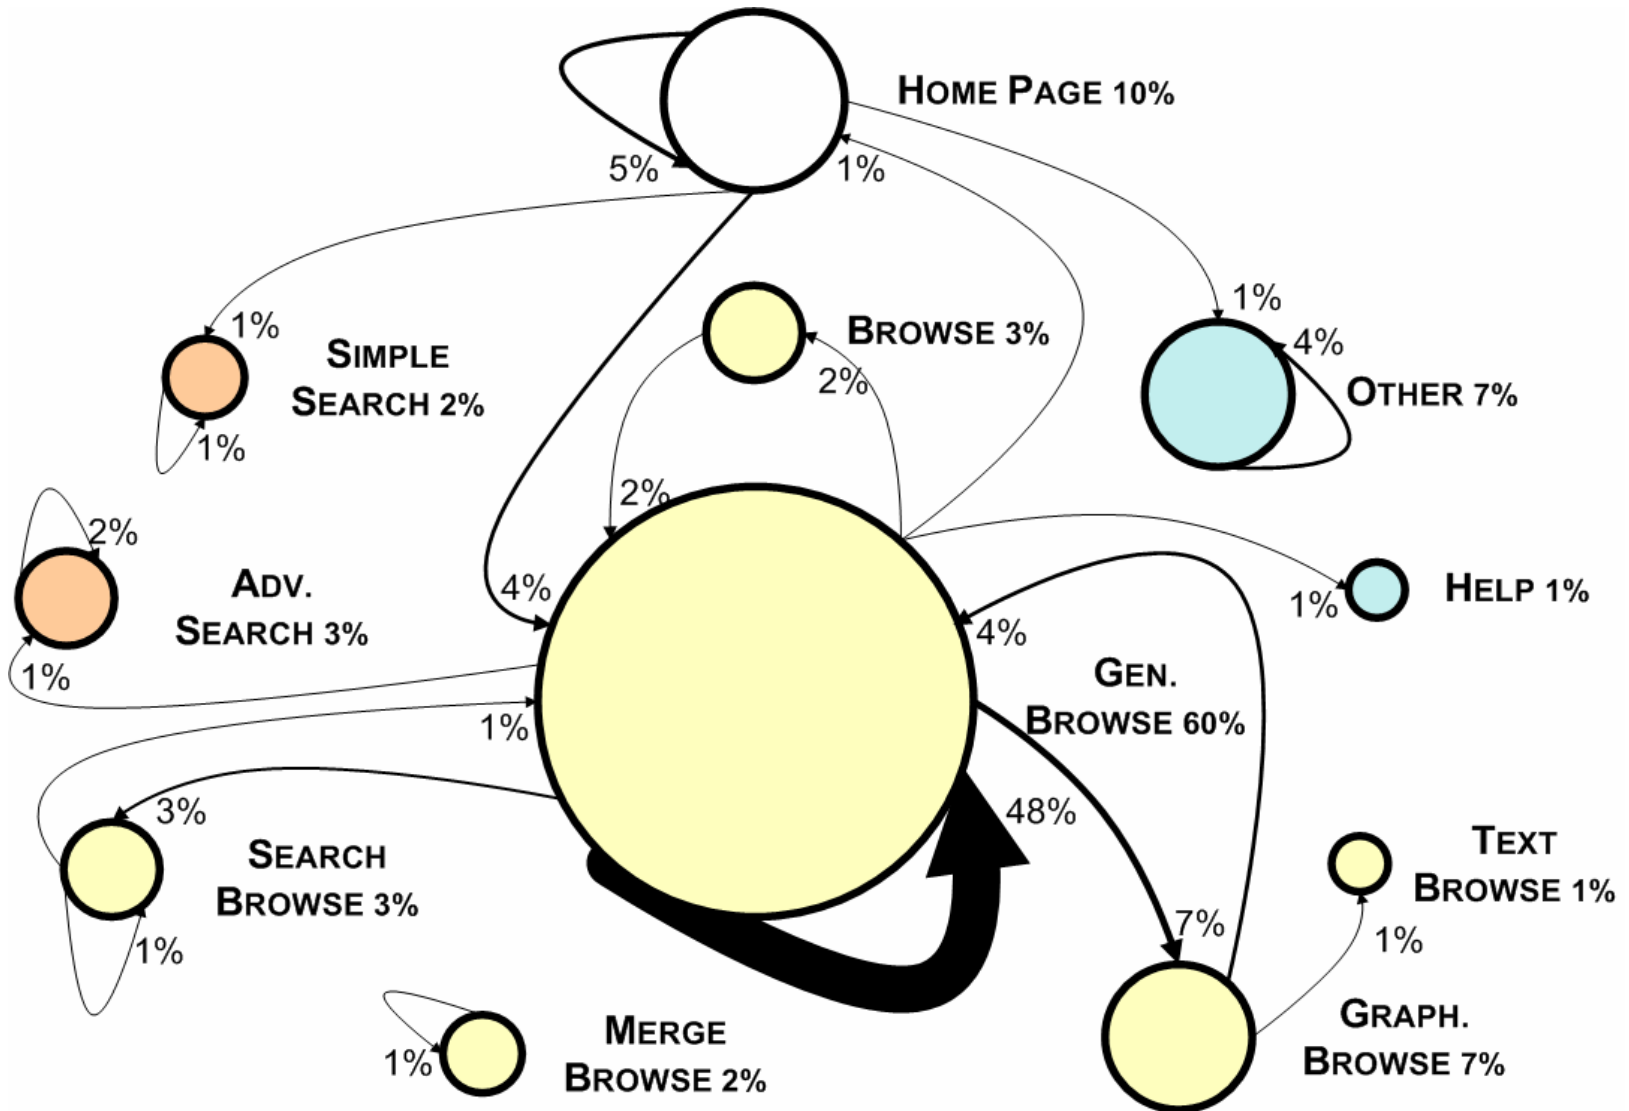 HOME PAGE 10%
5%
1%
1%
1%
4%
SIMPLE
SEARCH 2%
1%
BROWSE 3%
2%
2%
OTHER 7%
2%
ADV.
SEARCH 3%
1%
4%
4%
1%
HELP 1%
GEN.
BROWSE 60%
1%
3%
48%
SEARCH
BROWSE 3%
1%
7%
TEXT
BROWSE 1%
1%
MERGE
BROWSE 2%
1%
GRAPH.
BROWSE 7%